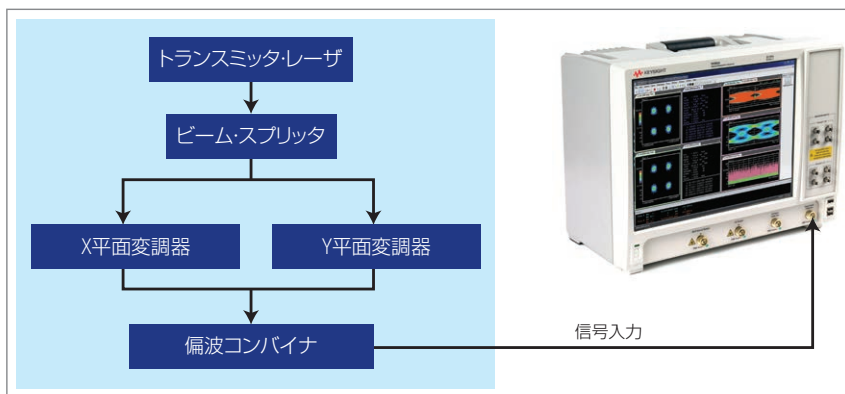 トランスミッタ・レーザ
ビーム・スプリッタ
X平面変調器
Y平面変調器
偏波コンバイナ
信号入力
KEYSIGHT